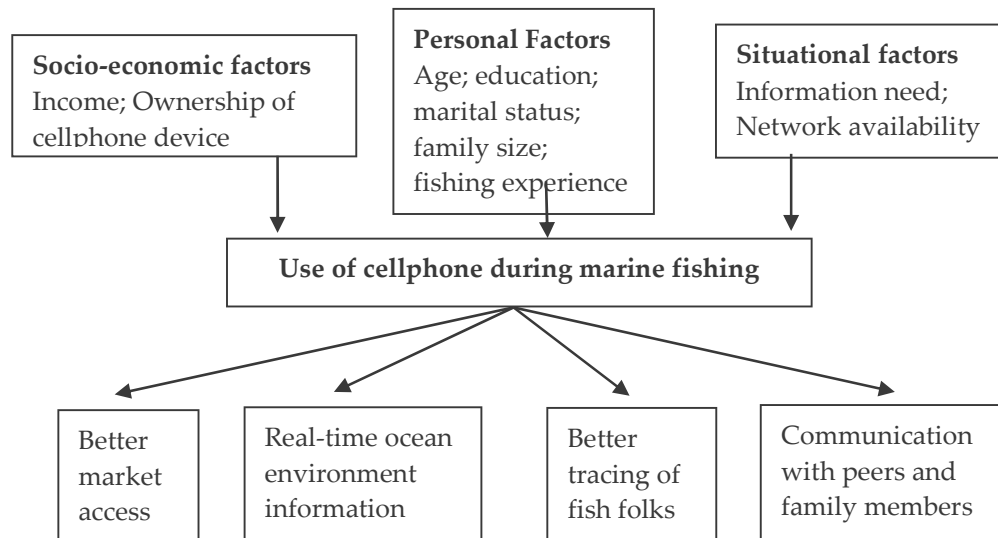 Socio-economic factors
Income; Ownership of
cellphone device
Personal Factors
Age; education;
marital status;
family size;
fishing experience
Situational factors
Information need;
Network availability
Use of cellphone during marine fishing
Better
market
access
Real-time ocean
environment
information
Better
tracing of
fish folks
Communication
with peers and
family members